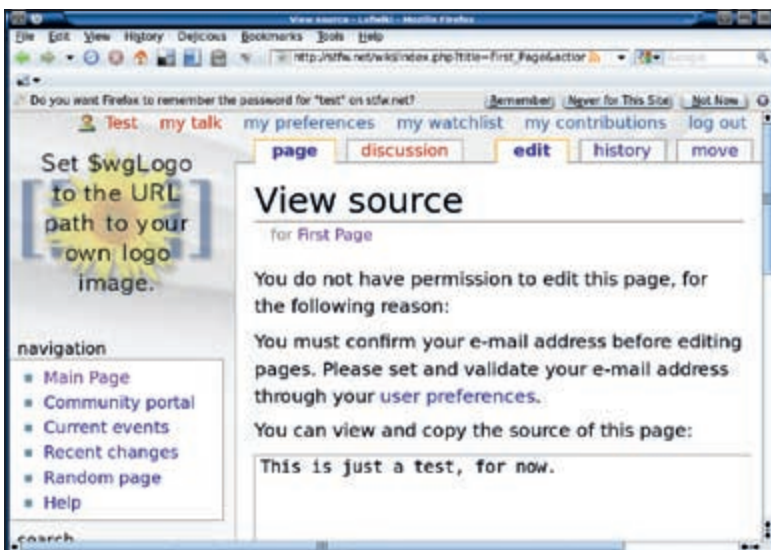 View source - LxfWiki - Mozilla Firefox
File Edit View History Delicious Bookmarks Tools Help
Do you want Firefox to remember the password for "test" on stfw.net? Remember Never for This Site Not Now
Test my talk my preferences my watchlist my contributions log out
page discussion edit history move
Set $wgLogo
to the URL
path to your
own logo
image.
View source
for First Page
You do not have permission to edit this page, for
the following reason:
You must confirm your e-mail address before editing
pages. Please set and validate your e-mail address
through your user preferences.
You can view and copy the source of this page:
This is just a test, for now.
navigation
Main Page
Community portal
Current events
Recent changes
Random page
Help
search